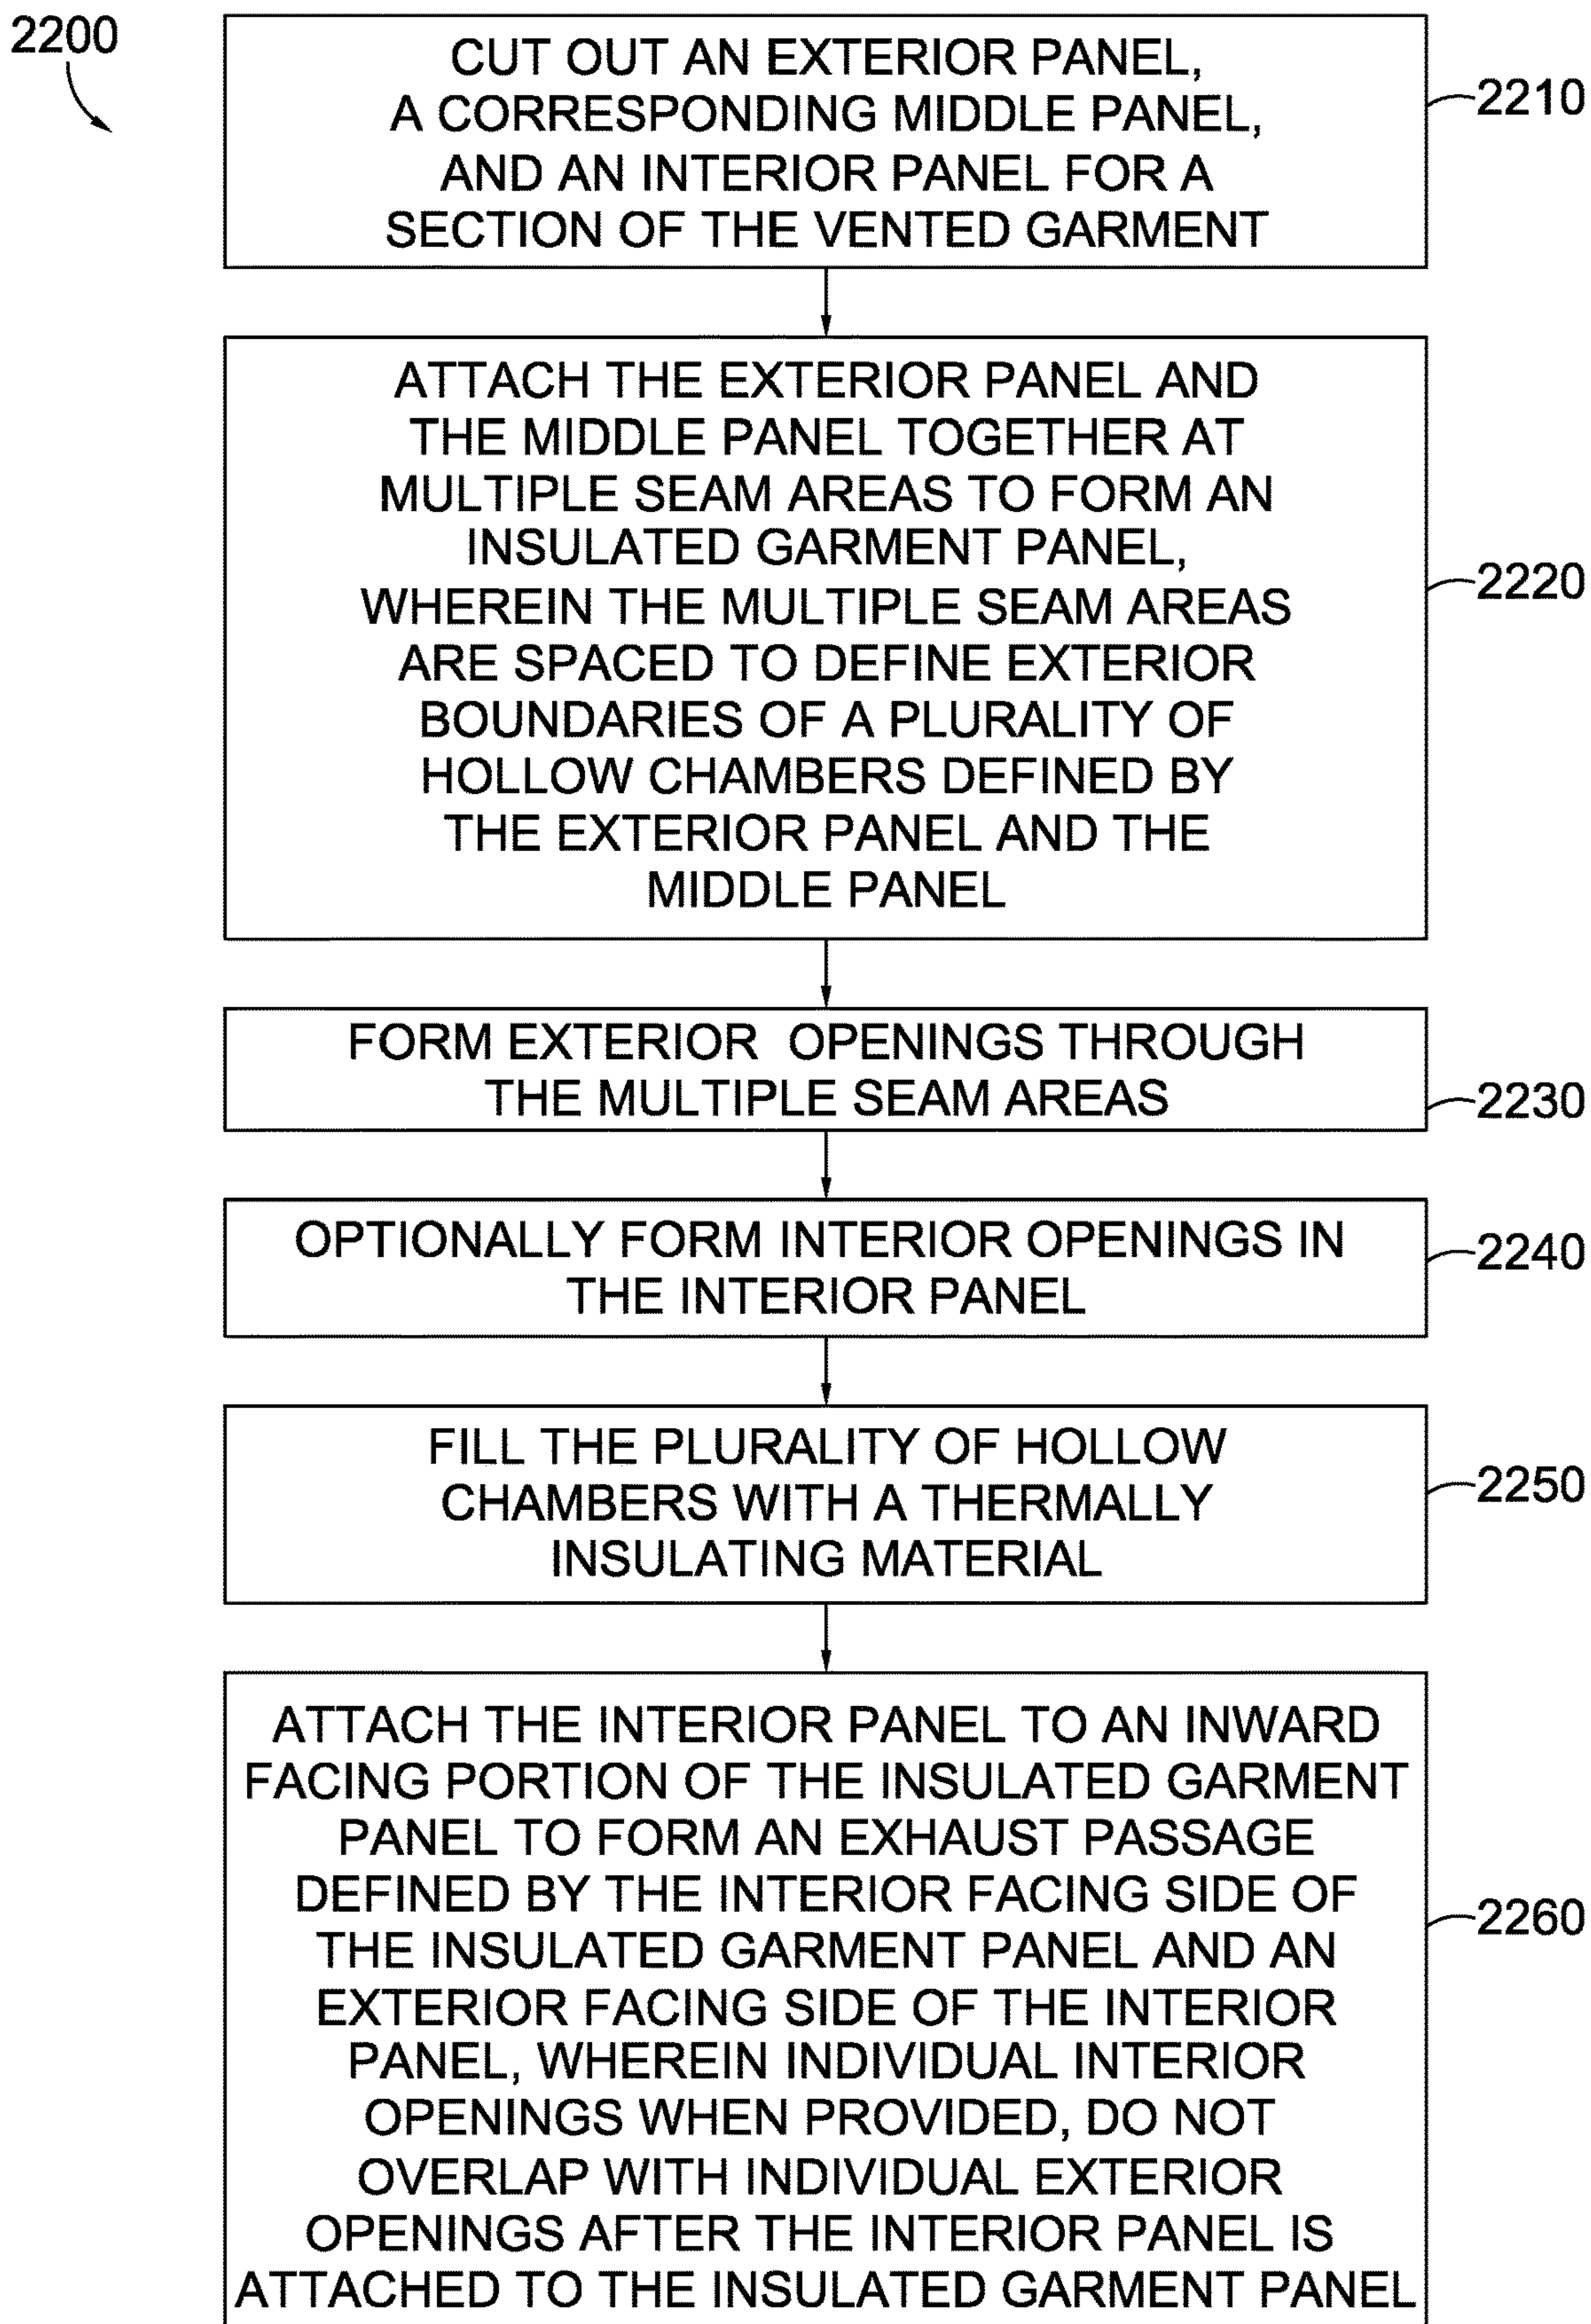 2200
CUT OUT AN EXTERIOR PANEL,
A CORRESPONDING MIDDLE PANEL,
AND AN INTERIOR PANEL FOR A
SECTION OF THE VENTED GARMENT
2210
ATTACH THE EXTERIOR PANEL AND
THE MIDDLE PANEL TOGETHER AT
MULTIPLE SEAM AREAS TO FORM AN
INSULATED GARMENT PANEL,
WHEREIN THE MULTIPLE SEAM AREAS
ARE SPACED TO DEFINE EXTERIOR
BOUNDARIES OF A PLURALITY OF
HOLLOW CHAMBERS DEFINED BY
THE EXTERIOR PANEL AND THE
MIDDLE PANEL
2220
FORM EXTERIOR OPENINGS THROUGH
THE MULTIPLE SEAM AREAS
2230
OPTIONALLY FORM INTERIOR OPENINGS IN
THE INTERIOR PANEL
2240
FILL THE PLURALITY OF HOLLOW
CHAMBERS WITH A THERMALLY
INSULATING MATERIAL
2250
ATTACH THE INTERIOR PANEL TO AN INWARD
FACING PORTION OF THE INSULATED GARMENT
PANEL TO FORM AN EXHAUST PASSAGE
DEFINED BY THE INTERIOR FACING SIDE OF
THE INSULATED GARMENT PANEL AND AN
EXTERIOR FACING SIDE OF THE INTERIOR
PANEL, WHEREIN INDIVIDUAL INTERIOR
OPENINGS WHEN PROVIDED, DO NOT
OVERLAP WITH INDIVIDUAL EXTERIOR
OPENINGS AFTER THE INTERIOR PANEL IS
ATTACHED TO THE INSULATED GARMENT PANEL
2260